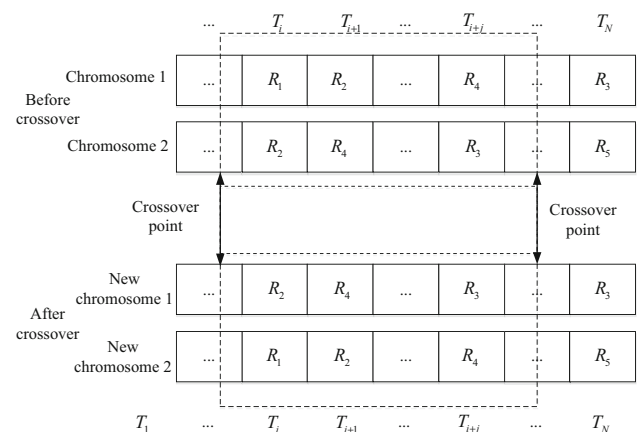 ... T_i T_{i+1} ... T_{i+j} ... T_N
Chromosome 1 ... R_1 R_2 ... R_4 ... R_3
Before
crossover
Chromosome 2 ... R_2 R_4 ... R_3 ... R_5
Crossover
point
Crossover
point
New
chromosome 1 ... R_2 R_4 ... R_3 ... R_3
After
crossover
New
chromosome 2 ... R_1 R_2 ... R_4 ... R_5
T_1 ... T_i T_{i+1} ... T_{i+j} ... T_N